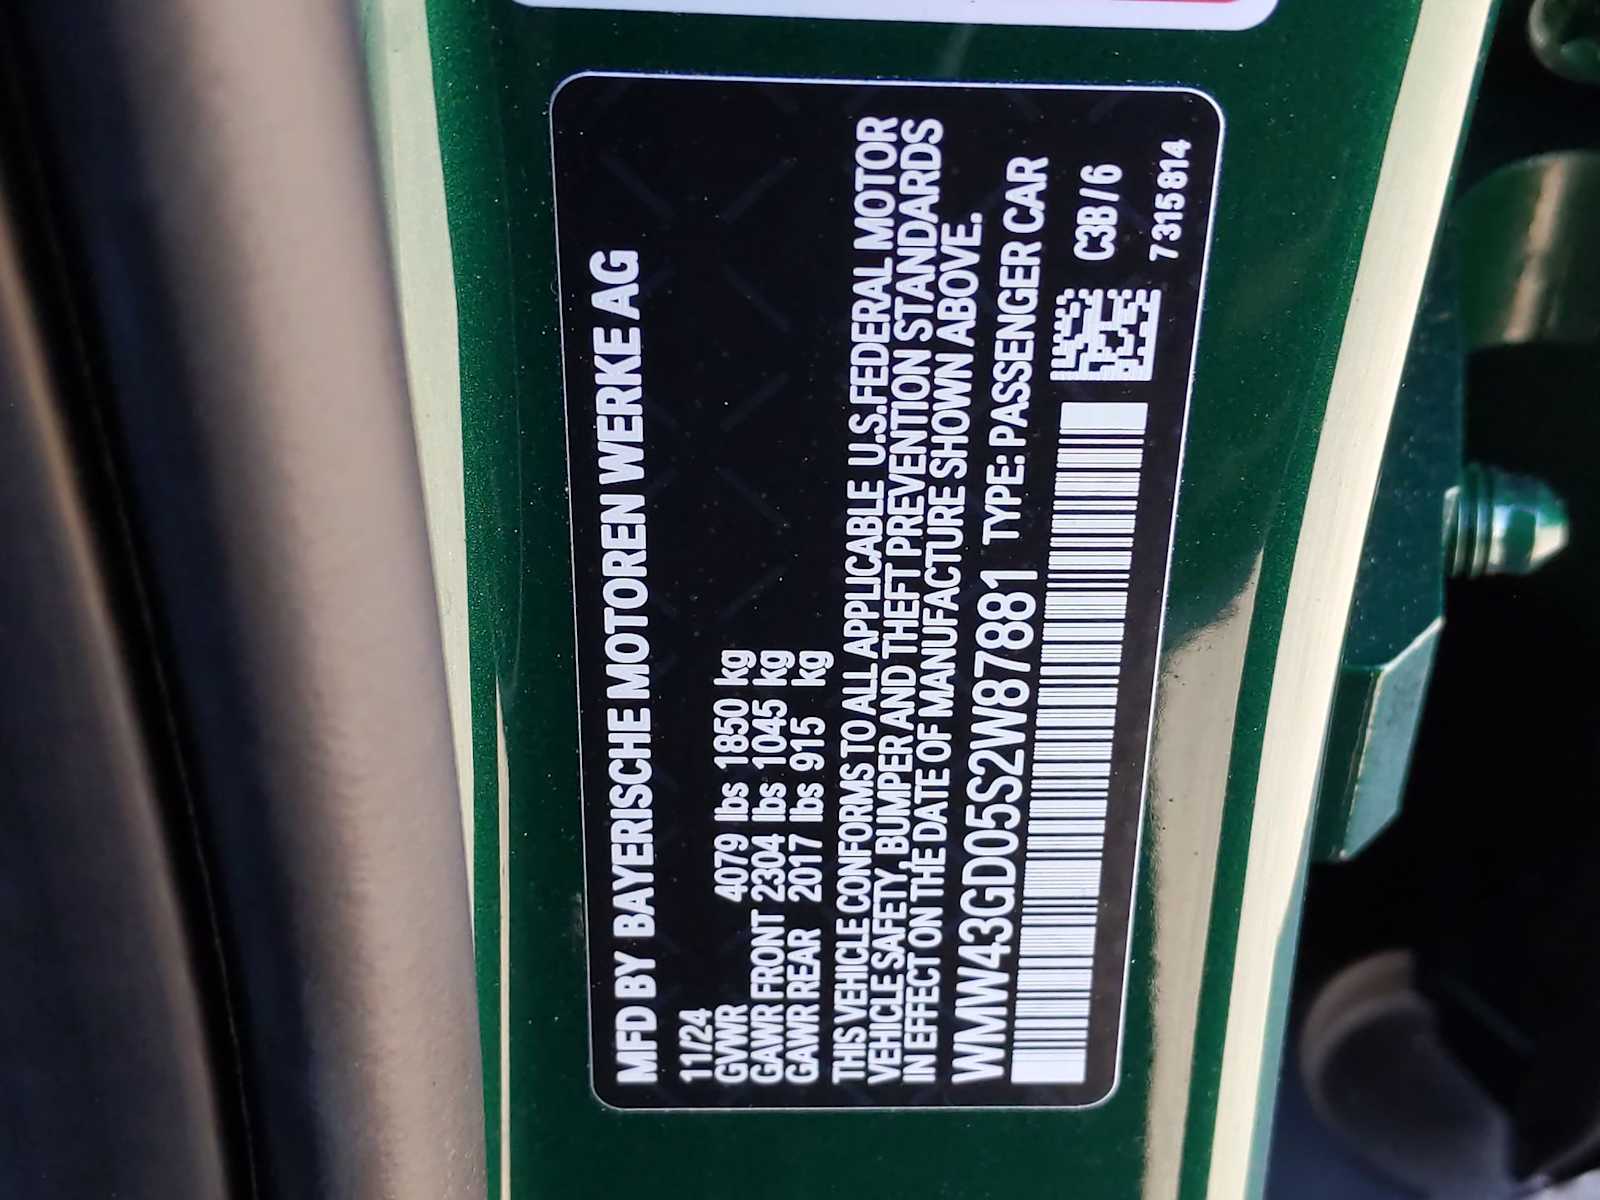 MFD BY BAYERISCHE MOTOREN WERKE AG
11/24
GVWR 4079 lbs 1850 kg
GAWR FRONT 2304 lbs 1045 kg
GAWR REAR 2017 lbs 915 kg
THIS VEHICLE CONFORMS TO ALL APPLICABLE U.S.FEDERAL MOTOR
VEHICLE SAFETY, BUMPER AND THEFT PREVENTION STANDARDS
IN EFFECT ON THE DATE OF MANUFACTURE SHOWN ABOVE.
WMW43GD05S2W87881 TYPE: PASSENGER CAR
C3B/6
7315814